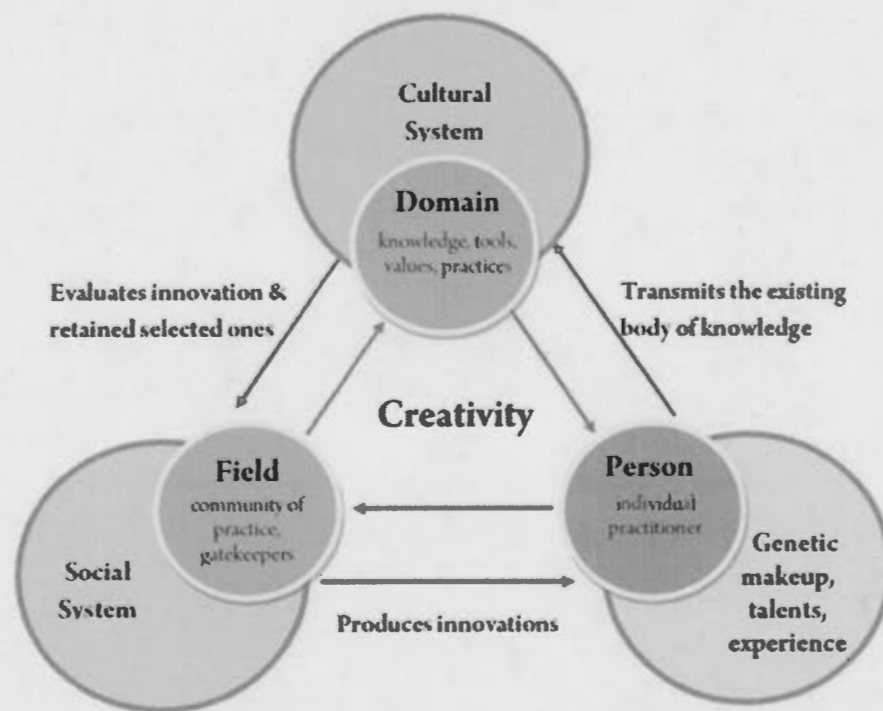 Cultural
System
Domain
knowledge, tools,
values, practices
Evaluates innovation &
retained selected ones
Transmits the existing
body of knowledge
Creativity
Field
community of
practice,
gatekeepers
Person
individual
practitioner
Social
System
Genetic
makeup,
talents,
experience
Produces innovations